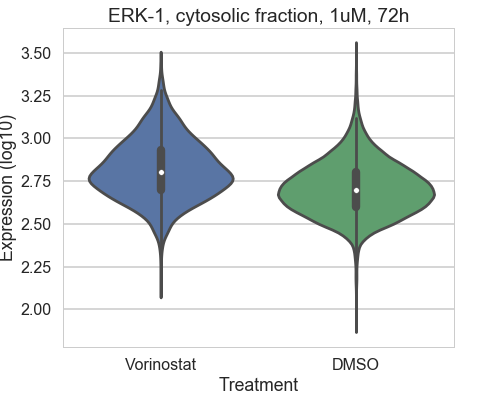 ERK-1, cytosolic fraction, 1uM, 72h
Expression (log10)
3.50
3.25
3.00
2.75
2.50
2.25
2.00
Vorinostat
DMSO
Treatment